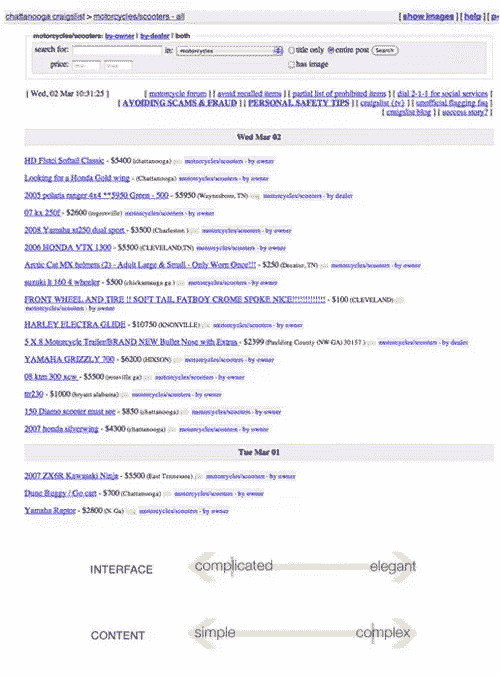 chattanooga craigslist > motorcycles/scooters - all [ show images ] [ help ] [ p
motorcycles/scooters: by-owner | by-dealer | both
search for: in: motorcycles title only entire post Search
price: min max has image
[ Wed, 02 Mar 10:31:25 ] [ motorcycle forum ] [ avoid recalled items ] [ partial list of prohibited items ] [ dial 2-1-1 for social services ]
[ AVOIDING SCAMS & FRAUD ] [ PERSONAL SAFETY TIPS ] [ craigslist (tv) ] [ unofficial flagging faq ]
[ craigslist blog ] [ success story? ]
Wed Mar 02
HD Flstci Softail Classic - $5400 (chattanooga) pic motorcycles/scooters - by owner
Looking for a Honda Gold wing - (Chattanooga) motorcycles/scooters - by owner
2005 polaris ranger 4x4 **5950 Green - 500 - $5950 (Waynesboro, TN) motorcycles/scooters - by dealer
07 kx 250f - $2600 motorcycles/scooters - by owner
2008 Yamaha xt250 dual sport - $3500 (Charleston ) pic motorcycles/scooters - by owner
2006 HONDA VTX 1300 - $5500 (CLEVELAND,TN) motorcycles/scooters - by owner
Arctic Cat MX helmets (2) - Adult Large & Small - Only Worn Once!!! - $250 (Decatur, TN) pic motorcycles/scooters - by owner
suzuki lt 160 4 wheeler - $500 (chickamauga ga ) pic motorcycles/scooters - by owner
FRONT WHEEL AND TIRE !! SOFT TAIL FATBOY CROME SPOKE NICE!!!!!!!!!!!!! - $100 (CLEVELAND) pic
motorcycles/scooters - by owner
HARLEY ELECTRA GLIDE - $10750 (KNOXVILLE) pic motorcycles/scooters - by owner
5 X 8 Motorcycle Trailer/BRAND NEW Bullet Nose with Extras - $2399 (Paulding County (NW-GA) 30157 ) pic motorcycles/scooters - by dealer
YAMAHA GRIZZLY 700 - $6200 (HIXSON) pic motorcycles/scooters - by owner
08 ktm 300 xcw - $5500 (rossville ga) pic motorcycles/scooters - by owner
ttr230 - $1000 (bryant alabama) pic motorcycles/scooters - by owner
150 Diamo scooter must see - $850 (chattanooga) pic motorcycles/scooters - by owner
2007 honda silverwing - $4300 (chattanooga) pic motorcycles/scooters - by owner
Tue Mar 01
2007 ZX6R Kawasaki Ninja - $5500 (East Tennessee) pic motorcycles/scooters - by owner
Dune Buggy / Go cart - $700 (Chattanooga) motorcycles/scooters - by owner
Yamaha Raptor - $2800 (N. Ga) motorcycles/scooters - by owner
INTERFACE complicated elegant
CONTENT simple complex